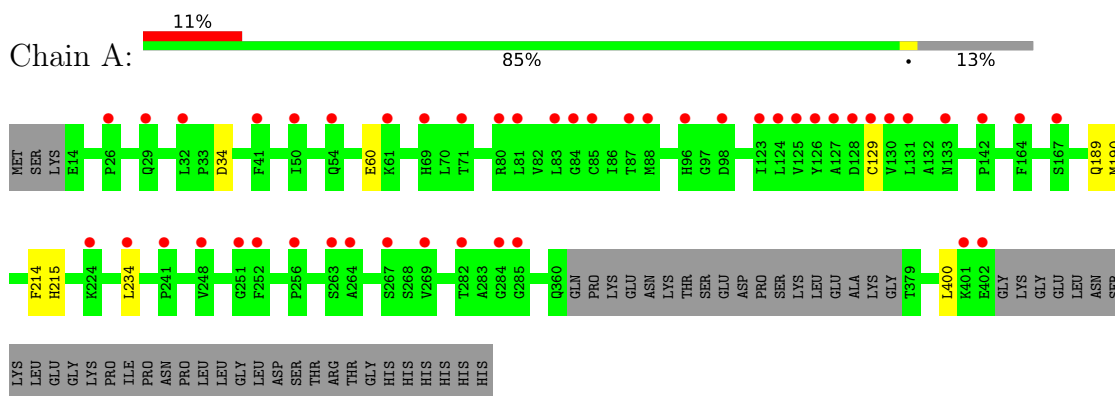 11%
Chain A:
85% • 13%
MET SER LYS E14 P26 Q29 L32 P33 D34 F41 I50 Q54 E60 K61 H69 L70 T71 R80 L81 V82 L83 G84 C85 I86 T87 M88 H96 G97 D98 I123 L124 V125 Y126 A127 D128 C129 V130 L131 A132 N133 P142 F164 S167 Q189 M190
F214 H215 K224 L234 P241 V248 G251 F252 P256 S263 A264 S267 S268 V269 T282 A283 G284 G285 Q360 GLN PRO LYS GLU ASN LYS THR SER GLU ASP PRO SER LYS LEU GLU ALA LYS GLY T379 L400 K401 E402 GLY LYS GLY GLU LEU ASN SER
LYS LEU GLU GLY LYS PRO ILE PRO ASN PRO LEU LEU GLY LEU ASP SER THR ARG THR GLY HIS HIS HIS HIS HIS HIS